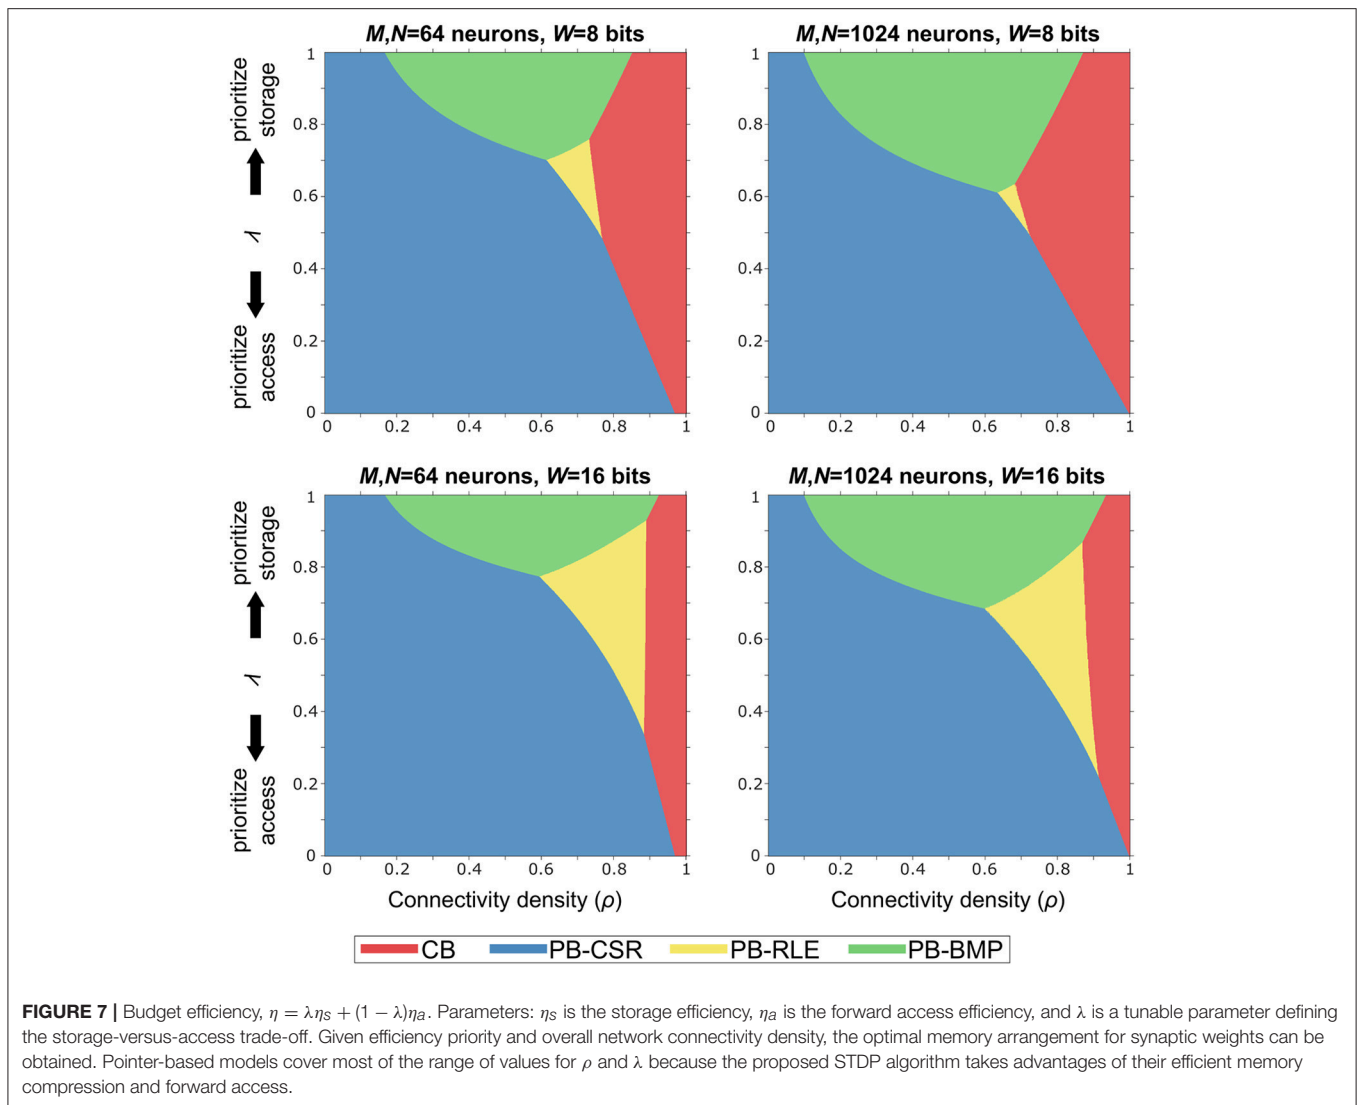 M,N=64 neurons, W=8 bits
M,N=1024 neurons, W=8 bits
prioritize storage
λ
prioritize access
1
0.8
0.6
0.4
0.2
0
0.2
0.4
0.6
0.8
1
1
0.8
0.6
0.4
0.2
0
0.2
0.4
0.6
0.8
1
M,N=64 neurons, W=16 bits
M,N=1024 neurons, W=16 bits
prioritize storage
λ
prioritize access
1
0.8
0.6
0.4
0.2
0
0
0.2
0.4
0.6
0.8
1
1
0.8
0.6
0.4
0.2
0
0
0.2
0.4
0.6
0.8
1
Connectivity density (ρ)
Connectivity density (ρ)
CB PB-CSR PB-RLE PB-BMP
FIGURE 7 | Budget efficiency, η = ληs + (1 − λ)ηa. Parameters: ηs is the storage efficiency, ηa is the forward access efficiency, and λ is a tunable parameter defining
the storage-versus-access trade-off. Given efficiency priority and overall network connectivity density, the optimal memory arrangement for synaptic weights can be
obtained. Pointer-based models cover most of the range of values for ρ and λ because the proposed STDP algorithm takes advantages of their efficient memory
compression and forward access.